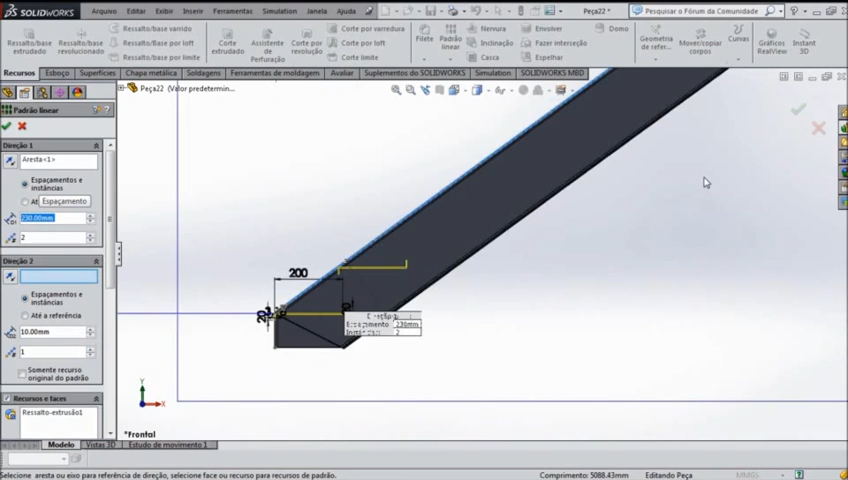 SOLIDWORKS
Arquivo Editar Exibir Inserir Ferramentas Simulation Janela Ajuda
Peça22 *
Pesquisar o Fórum da Comunidade
Ressalto/base extrudado
Ressalto/base revolucionado
Ressalto/base varrido
Ressalto/base por loft
Ressalto/base por limite
Corte extrudado
Assistente de Perfuração
Corte por revolução
Corte por varredura
Corte por loft
Corte por limite
Filete
Padrão linear
Nervura
Inclinação
Casca
Domo
Fazer interseção
Espelhar
Geometria de refer...
Mover/copiar corpos
Curvas
Gráficos RealView
Instant 3D
Recursos Esboço Superfícies Chapa metálica Soldagens Ferramentas de moldagem Avaliar Suplementos do SOLIDWORKS Simulation SOLIDWORKS MBD
Peça22 (Valor predetermin...
Padrão linear
Direção 1
Aresta<1>
Espaçamentos e instâncias
Espaçamento
230.00mm
2
Direção 2
Espaçamentos e instâncias
Até a referência
10.00mm
1
Somente recurso original do padrão
Recursos e faces
Ressalto-extrusão1
200
20
Espaçamento 230mm
2
Y
X
*Frontal
Modelo Vistas 3D Estudo de movimento 1
Selecione aresta ou eixo para referência de direção, selecione face ou recurso para recursos de padrão.
Comprimento: 5088.43mm
Editando Peça
MMGS